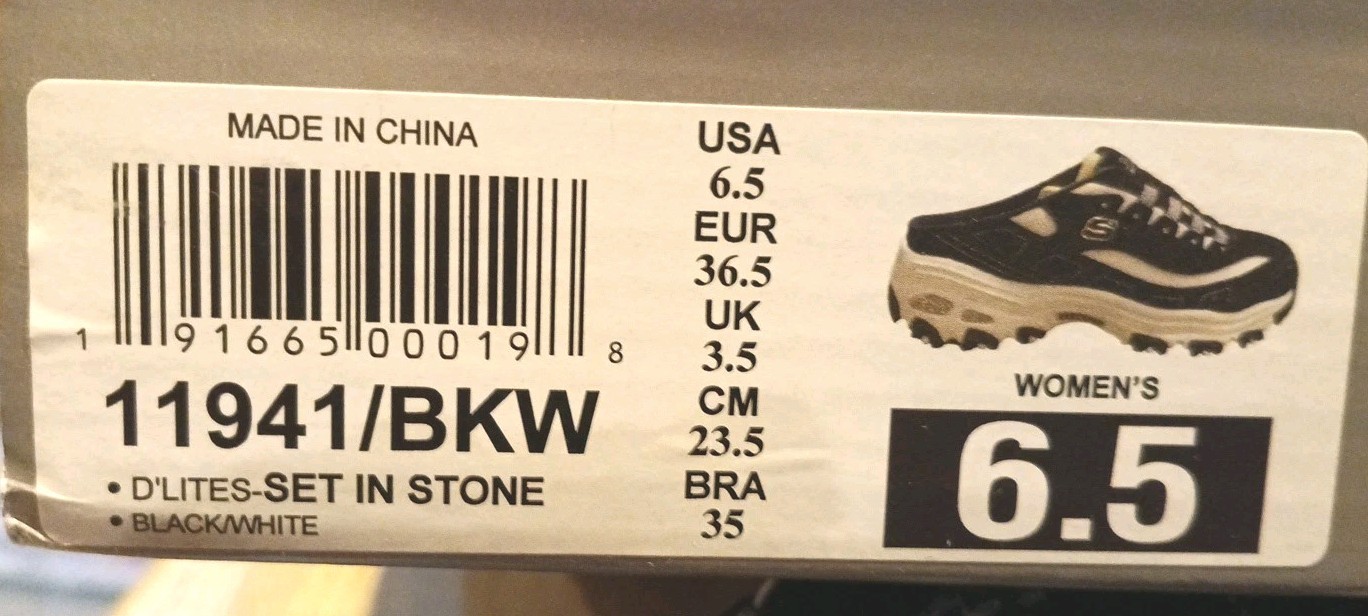 MADE IN CHINA
1 91665 00019 8
11941/BKW
• D'LITES-SET IN STONE
• BLACK/WHITE
USA
6.5
EUR
36.5
UK
3.5
CM
23.5
BRA
35
S
WOMEN'S
6.5